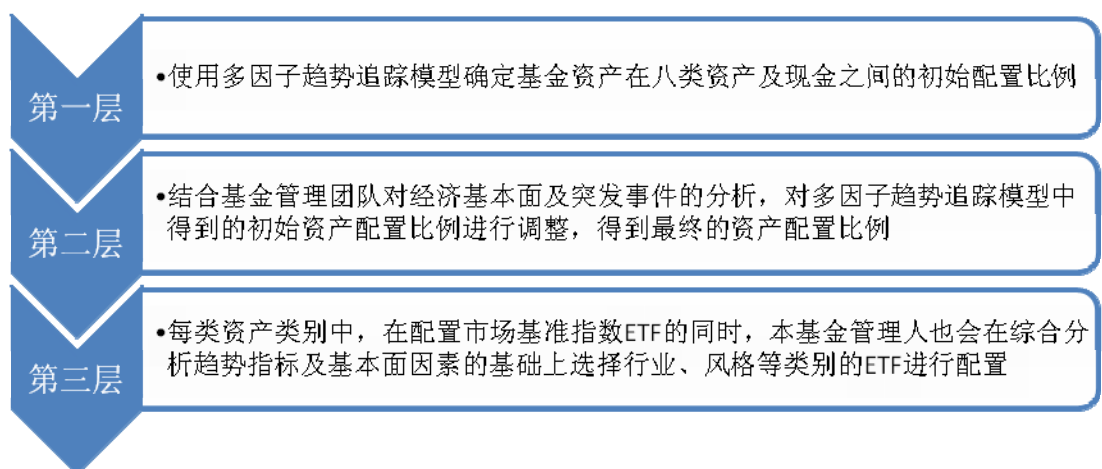 第一层
•使用多因子趋势追踪模型确定基金资产在八类资产及现金之间的初始配置比例
第二层
•结合基金管理团队对经济基本面及突发事件的分析，对多因子趋势追踪模型中
得到的初始资产配置比例进行调整，得到最终的资产配置比例
第三层
•每类资产类别中，在配置市场基准指数ETF的同时，本基金管理人也会在综合分
析趋势指标及基本面因素的基础上选择行业、风格等类别的ETF进行配置